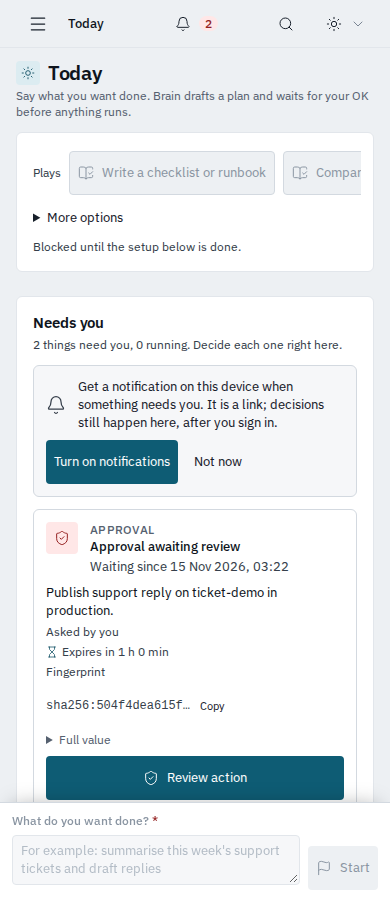 Today
2
Today
Say what you want done. Brain drafts a plan and waits for your OK
before anything runs.
Plays
Write a checklist or runbook
Compar
More options
Blocked until the setup below is done.
Needs you
2 things need you, 0 running. Decide each one right here.
Get a notification on this device when
something needs you. It is a link; decisions
still happen here, after you sign in.
Turn on notifications
Not now
APPROVAL
Approval awaiting review
Waiting since 15 Nov 2026, 03:22
Publish support reply on ticket-demo in
production.
Asked by you
Expires in 1 h 0 min
Fingerprint
sha256:504f4dea615f…
Copy
Full value
Review action
What do you want done? *
For example: summarise this week's support
tickets and draft replies
Start